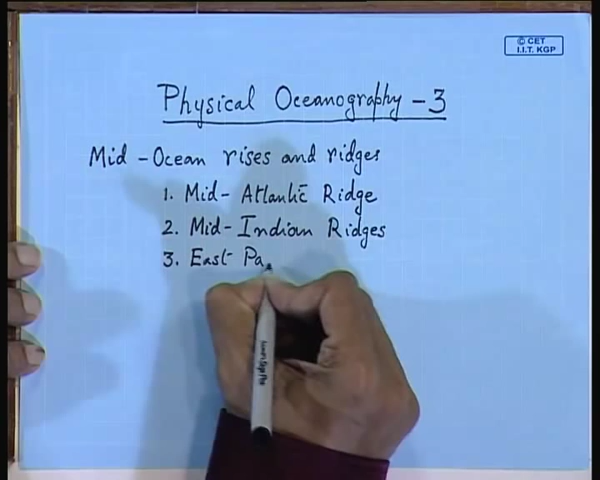 © CET
I.I.T. KGP
Physical Oceanography - 3
Mid-Ocean rises and ridges
1. Mid-Atlantic Ridge
2. Mid-Indian Ridges
3. East Pa